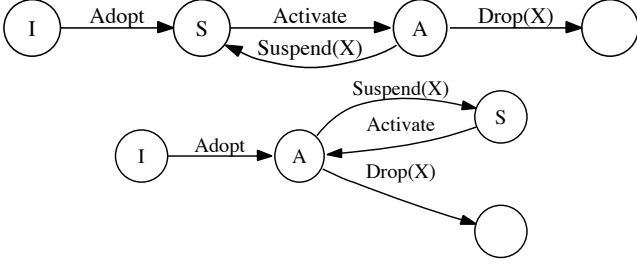 I Adopt S Activate A Drop(X)
Suspend(X)
Suspend(X)
S
Activate
I Adopt A
Drop(X)